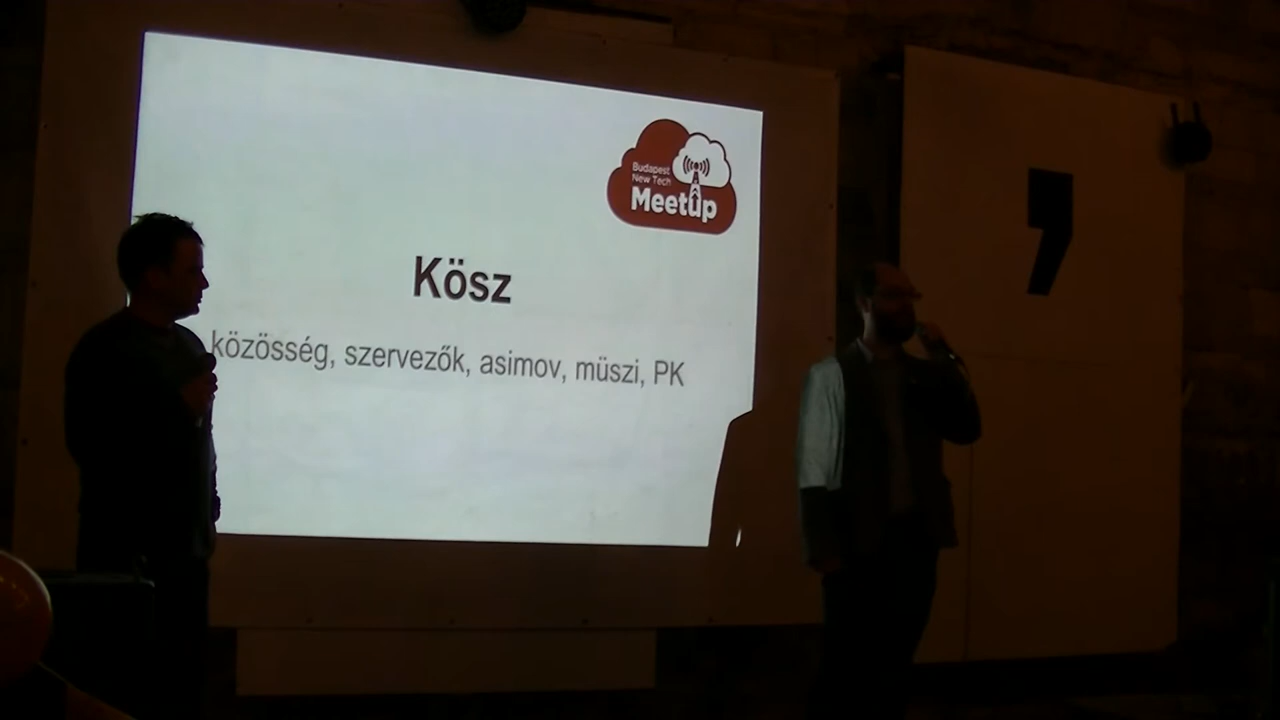 Budapest
New Tech
Meetup
Kösz
közösség, szervezők, asimov, müszi, PK
,